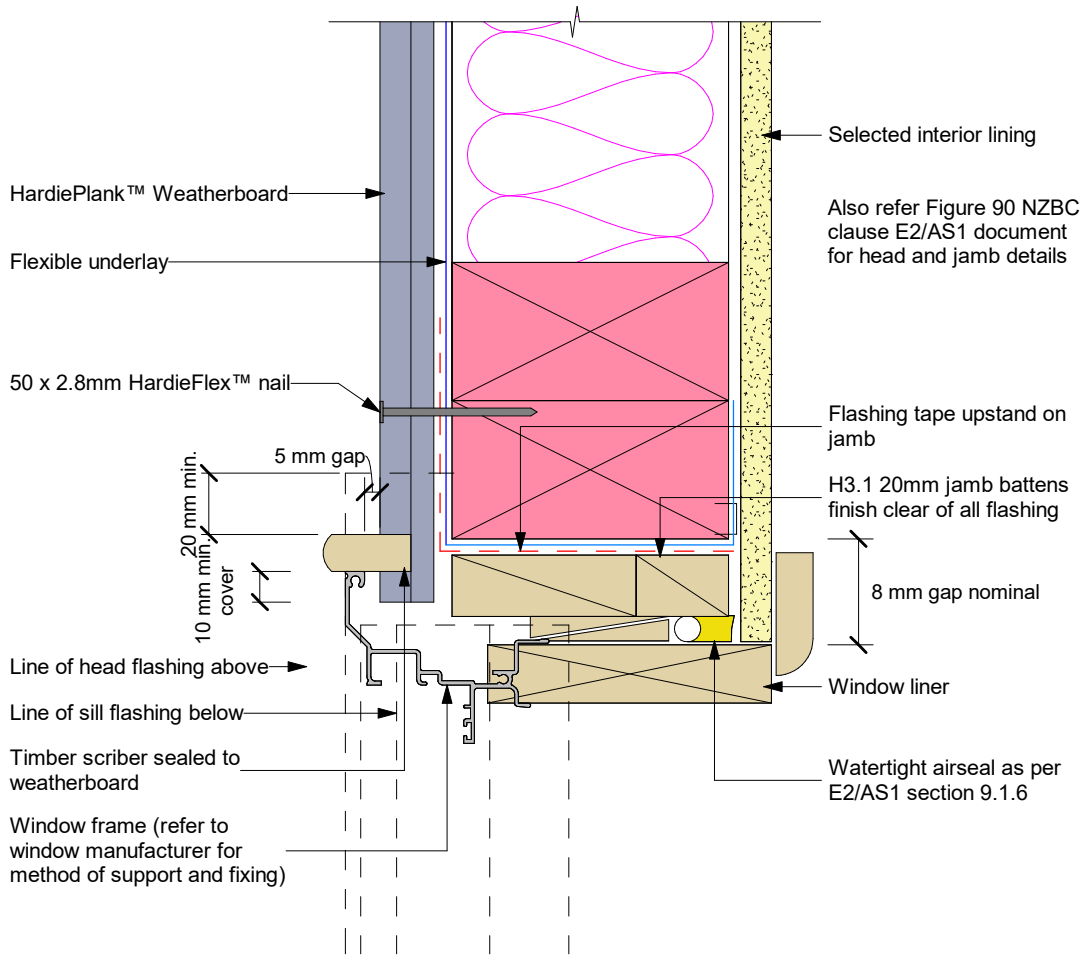 HardiePlank™ Weatherboard
Flexible underlay
50 x 2.8mm HardieFlex™ nail
5 mm gap
20 mm min.
10 mm min.
cover
Line of head flashing above
Line of sill flashing below
Timber scriber sealed to
weatherboard
Window frame (refer to
window manufacturer for
method of support and fixing)
Selected interior lining
Also refer Figure 90 NZBC
clause E2/AS1 document
for head and jamb details
Flashing tape upstand on
jamb
H3.1 20mm jamb battens
finish clear of all flashing
8 mm gap nominal
Window liner
Watertight airseal as per
E2/AS1 section 9.1.6